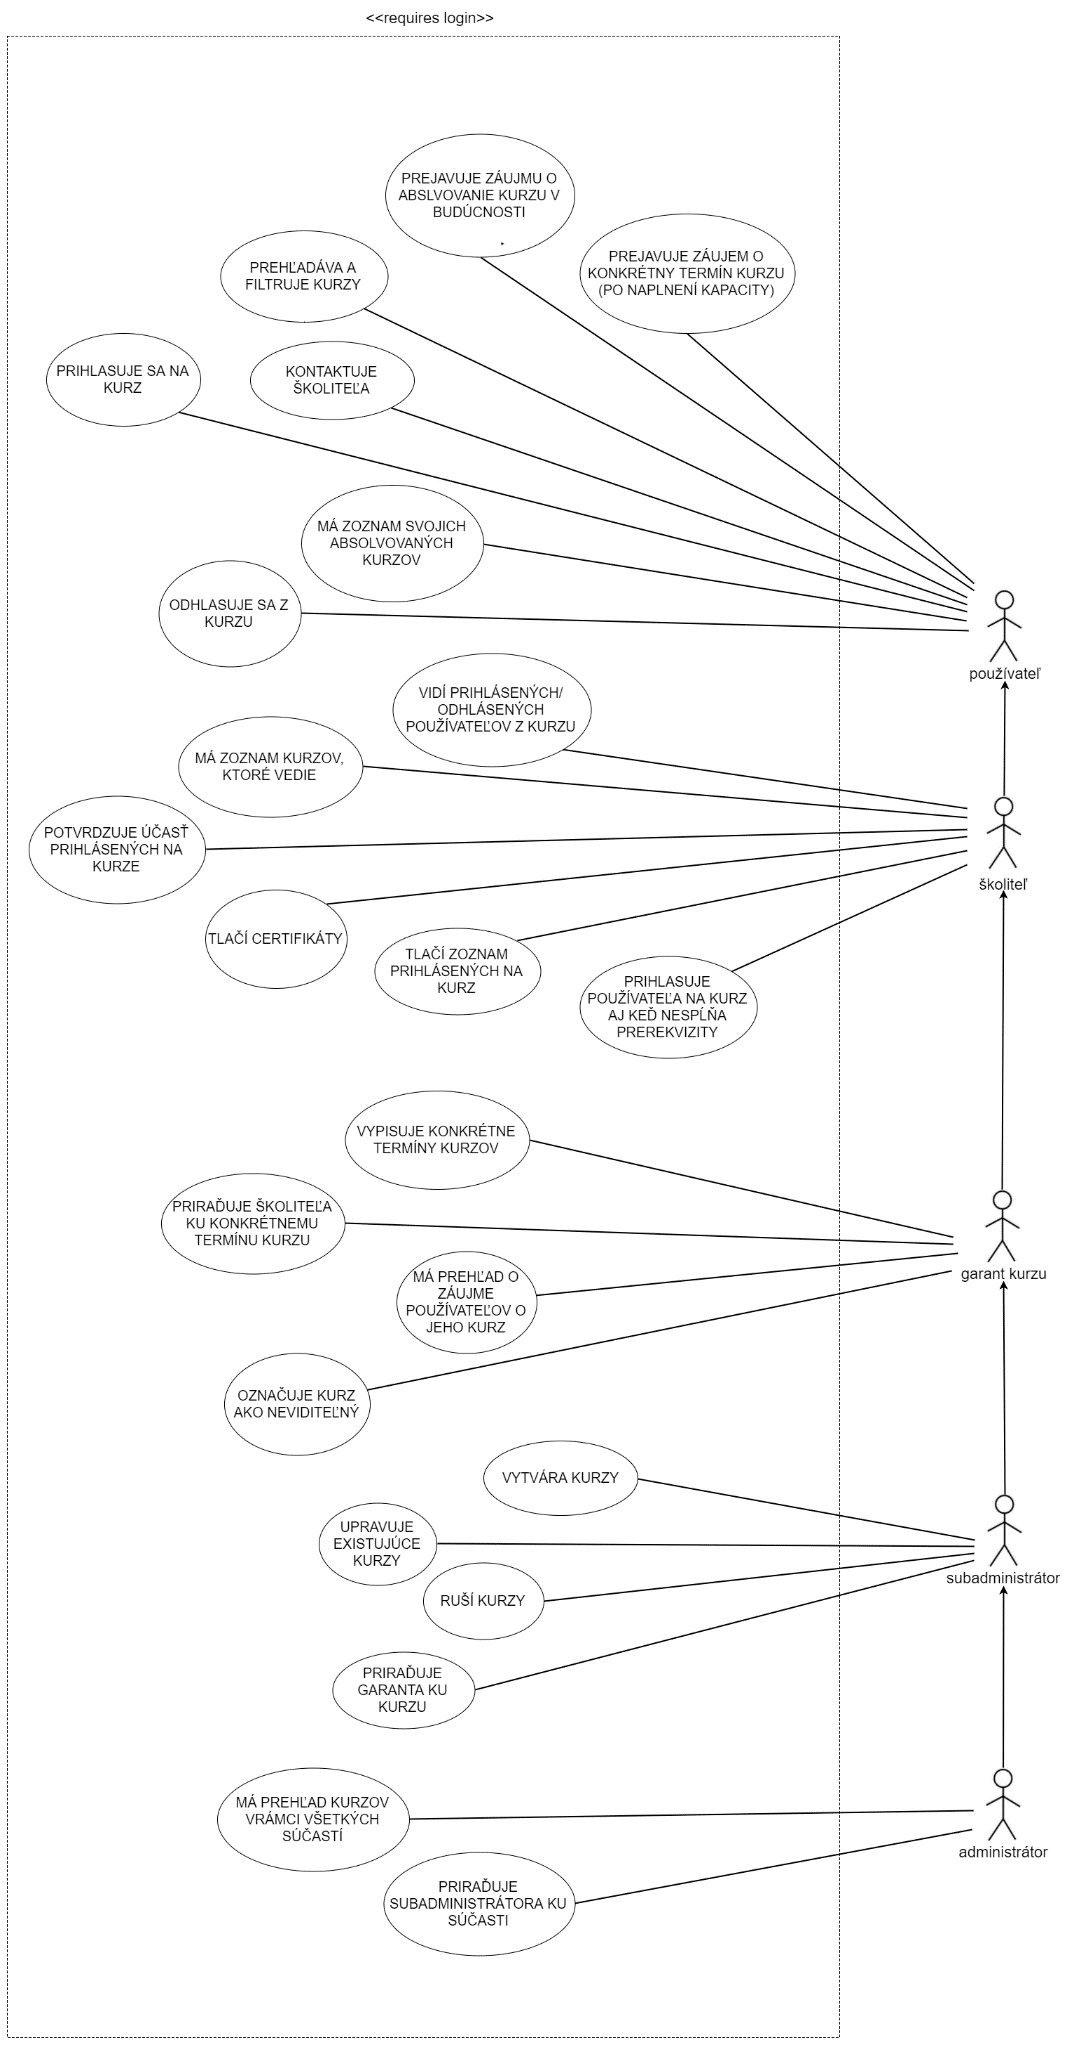 <<requires login>>
PREJAVUJE ZÁUJMU O
ABSLVOVANIE KURZU V
BUDÚCNOSTI
PREJAVUJE ZÁUJEM O
KONKRÉTNY TERMÍN KURZU
(PO NAPLNENÍ KAPACITY)
PREHĽADÁVA A
FILTRUJE KURZY
PRIHLASUJE SA NA
KURZ
KONTAKTUJE
ŠKOLITEĽA
MÁ ZOZNAM SVOJICH
ABSOLVOVANÝCH
KURZOV
ODHLASUJE SA Z
KURZU
používateľ
VIDÍ PRIHLÁSENÝCH/
ODHLÁSENÝCH
POUŽÍVATEĽOV Z KURZU
MÁ ZOZNAM KURZOV,
KTORÉ VEDIE
POTVRDZUJE ÚČASŤ
PRIHLÁSENÝCH NA
KURZE
školiteľ
TLAČÍ CERTIFIKÁTY
TLAČÍ ZOZNAM
PRIHLÁSENÝCH NA
KURZ
PRIHLASUJE
POUŽÍVATEĽA NA KURZ
AJ KEĎ NESPĹŇA
PREREKVIZITY
VYPISUJE KONKRÉTNE
TERMÍNY KURZOV
PRIRAĎUJE ŠKOLITEĽA
KU KONKRÉTNEMU
TERMÍNU KURZU
garant kurzu
MÁ PREHĽAD O
ZÁUJME
POUŽÍVATEĽOV O
JEHO KURZ
OZNAČUJE KURZ
AKO NEVIDITEĽNÝ
VYTVÁRA KURZY
UPRAVUJE
EXISTUJÚCE
KURZY
subadministrátor
RUŠÍ KURZY
PRIRAĎUJE
GARANTA KU
KURZU
MÁ PREHĽAD KURZOV
VRÁMCI VŠETKÝCH
SÚČASTÍ
administrátor
PRIRAĎUJE
SUBADMINISTRÁTORA KU
SÚČASTI